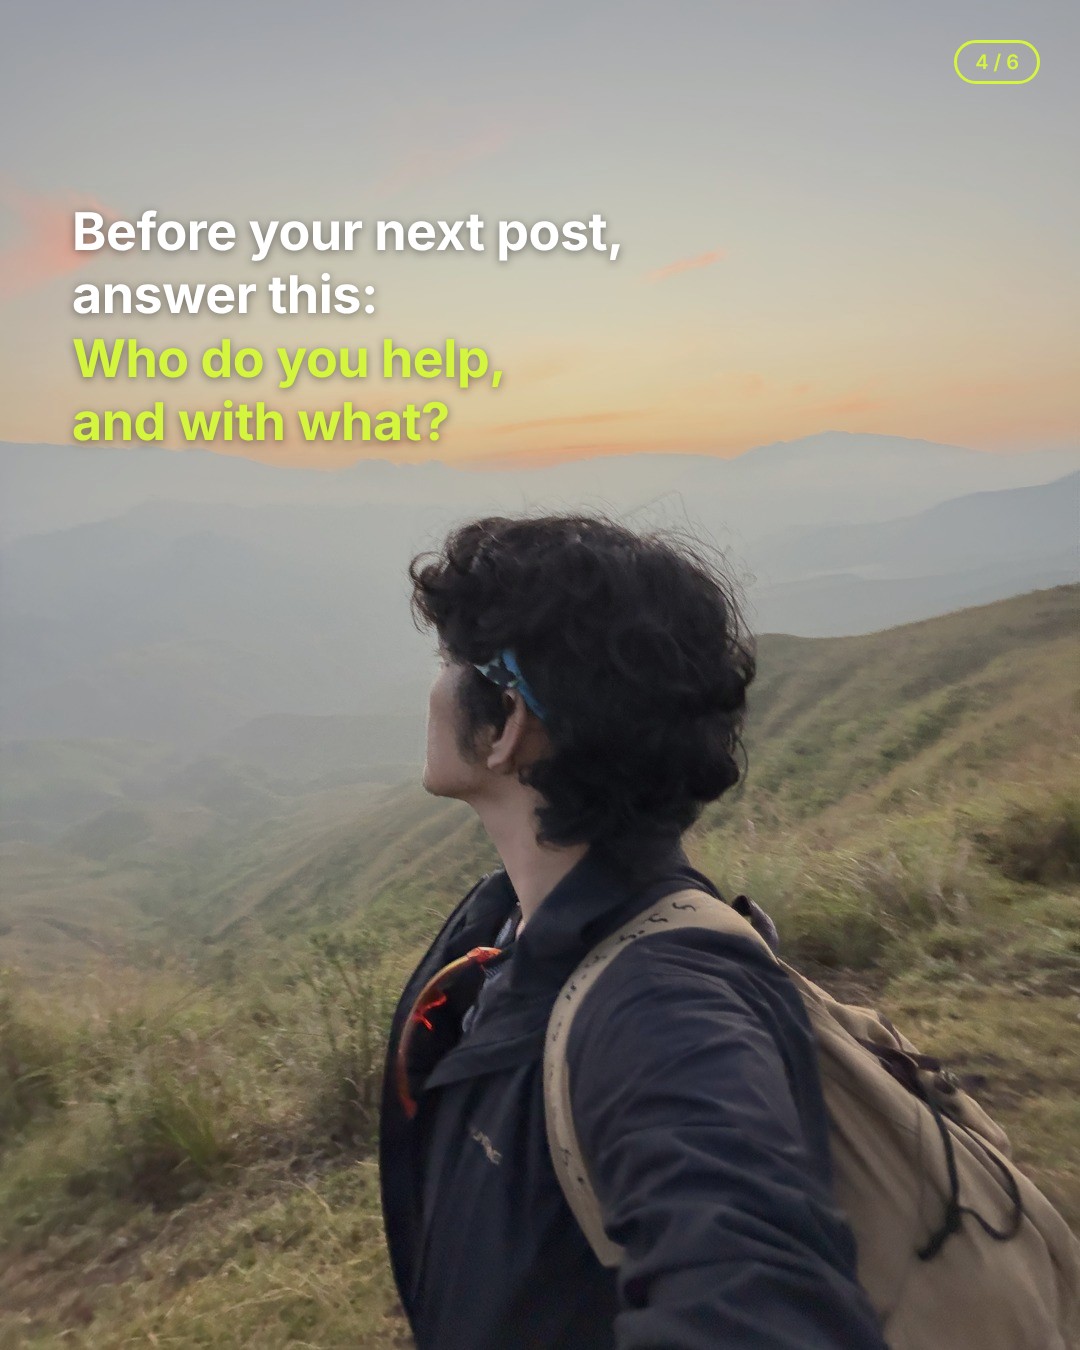 4 / 6
Before your next post,
answer this:
Who do you help,
and with what?